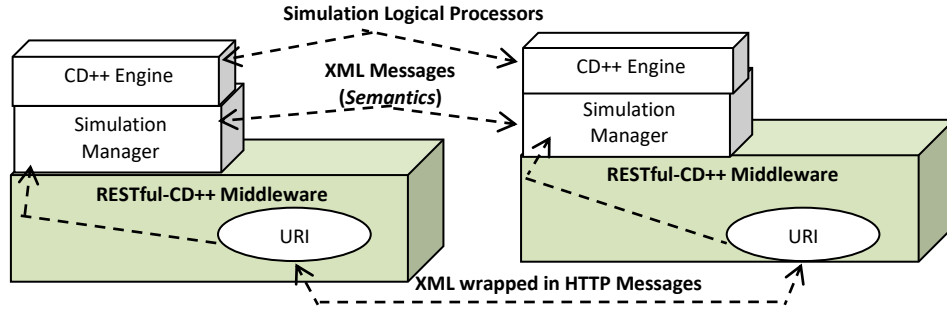 Simulation Logical Processors
CD++ Engine
CD++ Engine
XML Messages
(Semantics)
Simulation
Manager
Simulation
Manager
RESTful-CD++ Middleware
RESTful-CD++ Middleware
URI
URI
XML wrapped in HTTP Messages